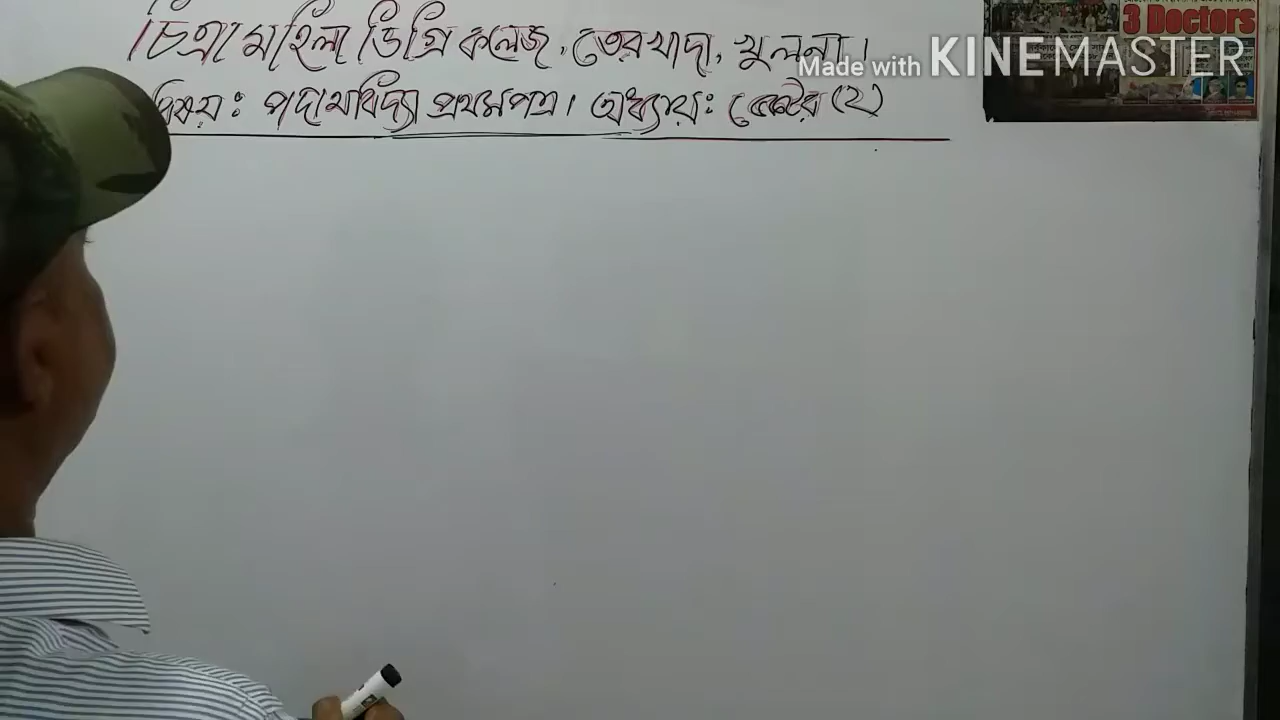 চিত্রা মহিলা ডিগ্রি কলেজ, তেরখাদা, খুলনা।
বিষয়ঃ পদার্থবিদ্যা প্রথমপত্র। অধ্যায়ঃ ভেক্টর (২)
3 Doctors
Made with KINEMASTER